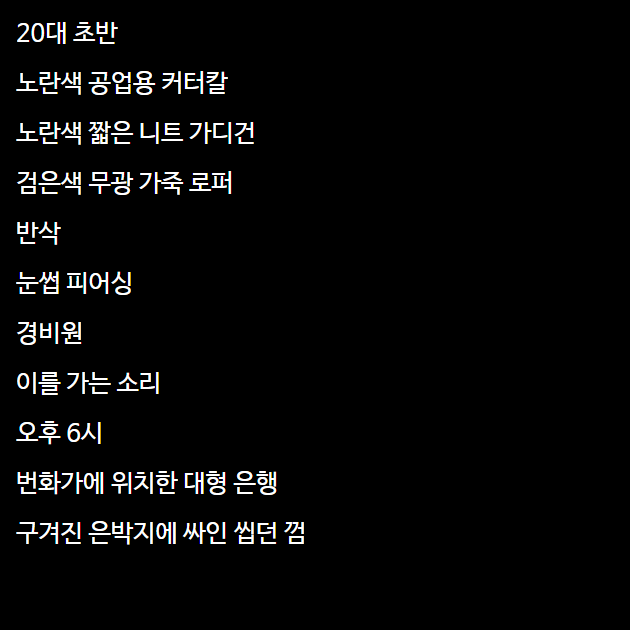 20대 초반
노란색 공업용 커터칼
노란색 짧은 니트 가디건
검은색 무광 가죽 로퍼
반삭
눈썹 피어싱
경비원
이를 가는 소리
오후 6시
번화가에 위치한 대형 은행
구겨진 은박지에 싸인 씹던 껌